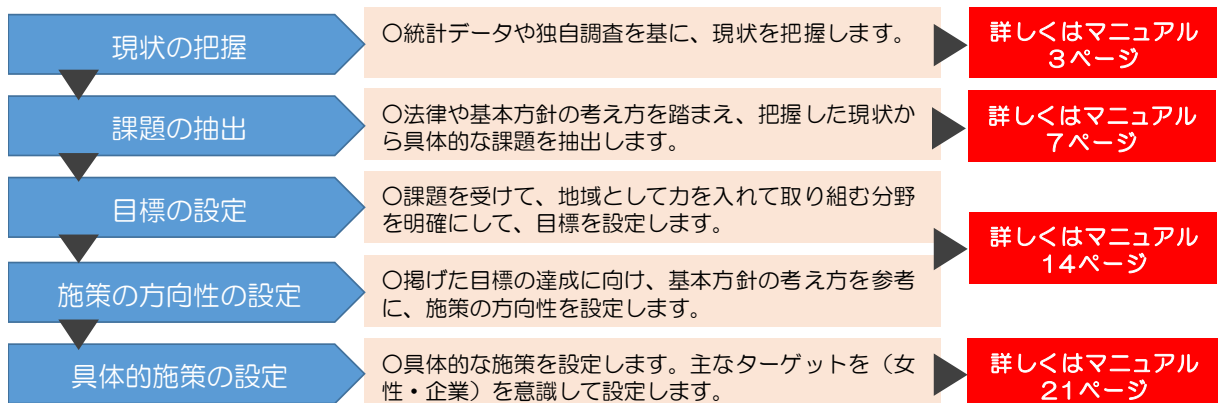 現状の把握
〇統計データや独自調査を基に、現状を把握します。
詳しくはマニュアル
3ページ
課題の抽出
〇法律や基本方針の考え方を踏まえ、把握した現状か
ら具体的な課題を抽出します。
詳しくはマニュアル
7ページ
目標の設定
〇課題を受けて、地域として力を入れて取り組む分野
を明確にして、目標を設定します。
施策の方向性の設定
〇掲げた目標の達成に向け、基本方針の考え方を参考
に、施策の方向性を設定します。
詳しくはマニュアル
14ページ
具体的施策の設定
〇具体的な施策を設定します。主なターゲットを（女
性・企業）を意識して設定します。
詳しくはマニュアル
21ページ